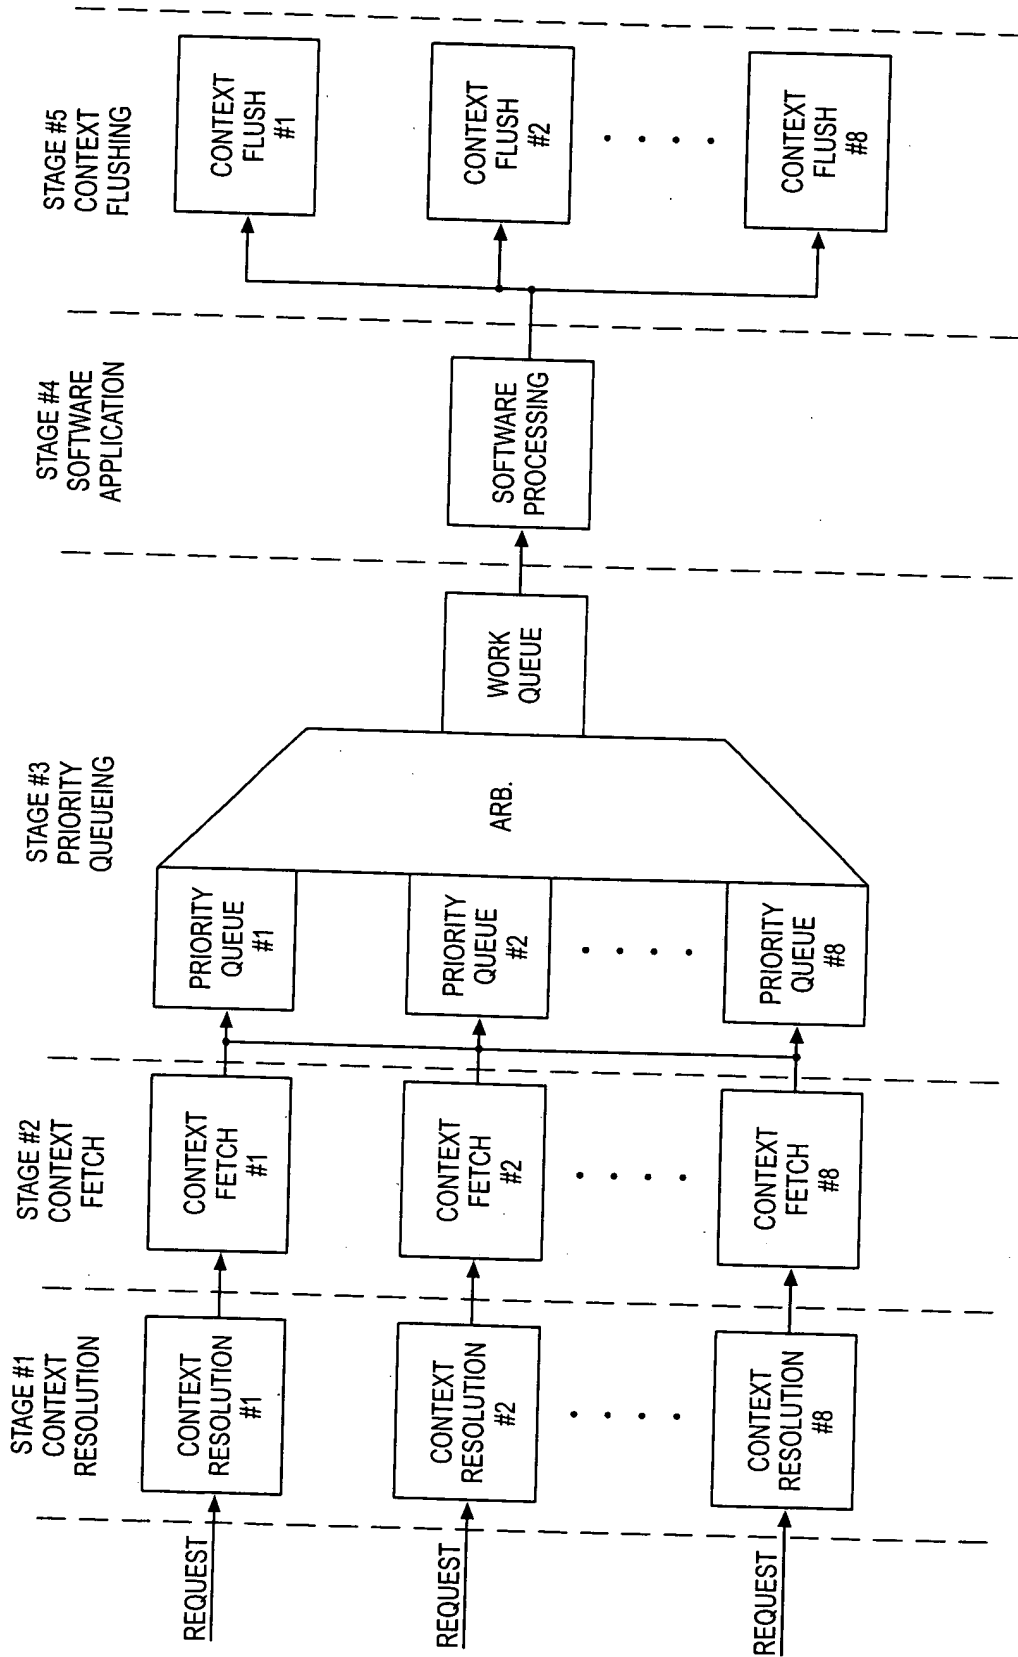 STAGE #1
CONTEXT
RESOLUTION
STAGE #2
CONTEXT
FETCH
STAGE #3
PRIORITY
QUEUEING
STAGE #4
SOFTWARE
APPLICATION
STAGE #5
CONTEXT
FLUSHING
REQUEST
CONTEXT
RESOLUTION
#1
CONTEXT
FETCH
#1
PRIORITY
QUEUE
#1
CONTEXT
FLUSH
#1
REQUEST
CONTEXT
RESOLUTION
#2
CONTEXT
FETCH
#2
PRIORITY
QUEUE
#2
ARB.
WORK
QUEUE
SOFTWARE
PROCESSING
CONTEXT
FLUSH
#2
REQUEST
CONTEXT
RESOLUTION
#8
CONTEXT
FETCH
#8
PRIORITY
QUEUE
#8
CONTEXT
FLUSH
#8